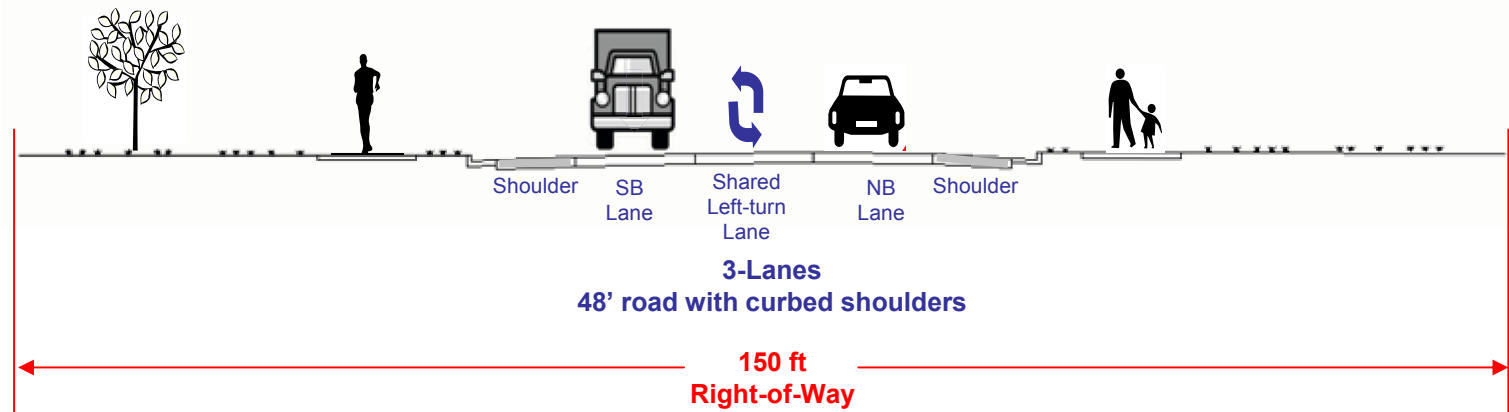 Shoulder
SB
Lane
Shared
Left-turn
Lane
NB
Lane
Shoulder
3-Lanes
48’ road with curbed shoulders
150 ft
Right-of-Way